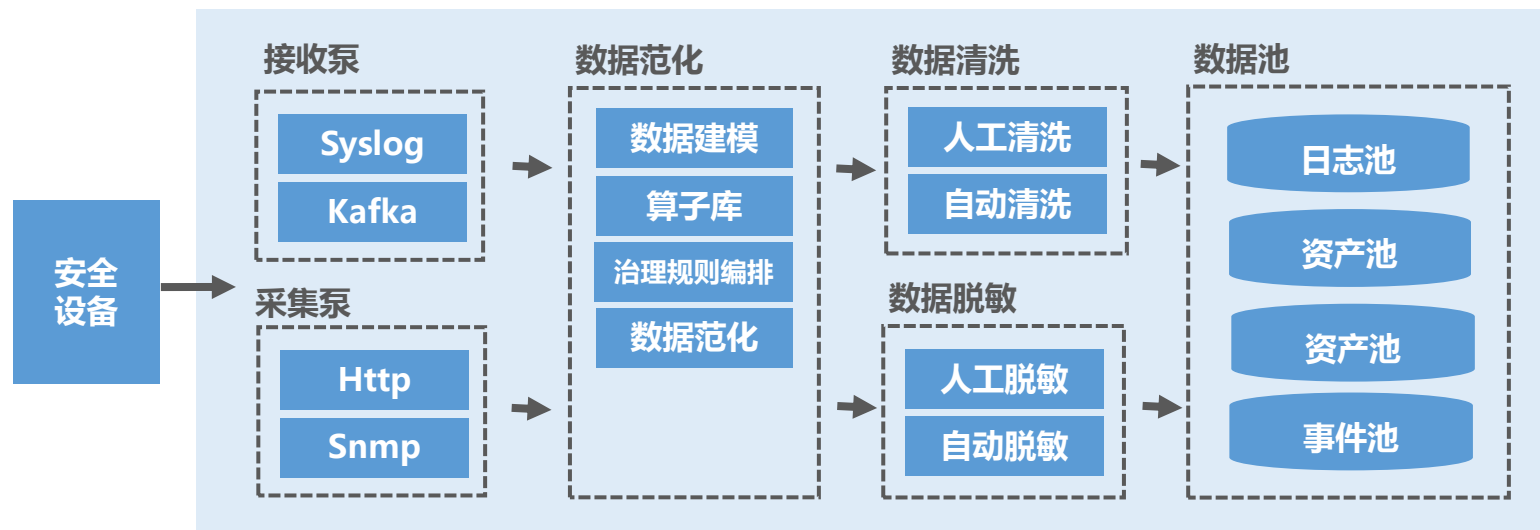 安全
设备
接收泵
Syslog
Kafka
采集泵
Http
Snmp
数据范化
数据建模
算子库
治理规则编排
数据范化
数据清洗
人工清洗
自动清洗
数据脱敏
人工脱敏
自动脱敏
数据池
日志池
资产池
资产池
事件池